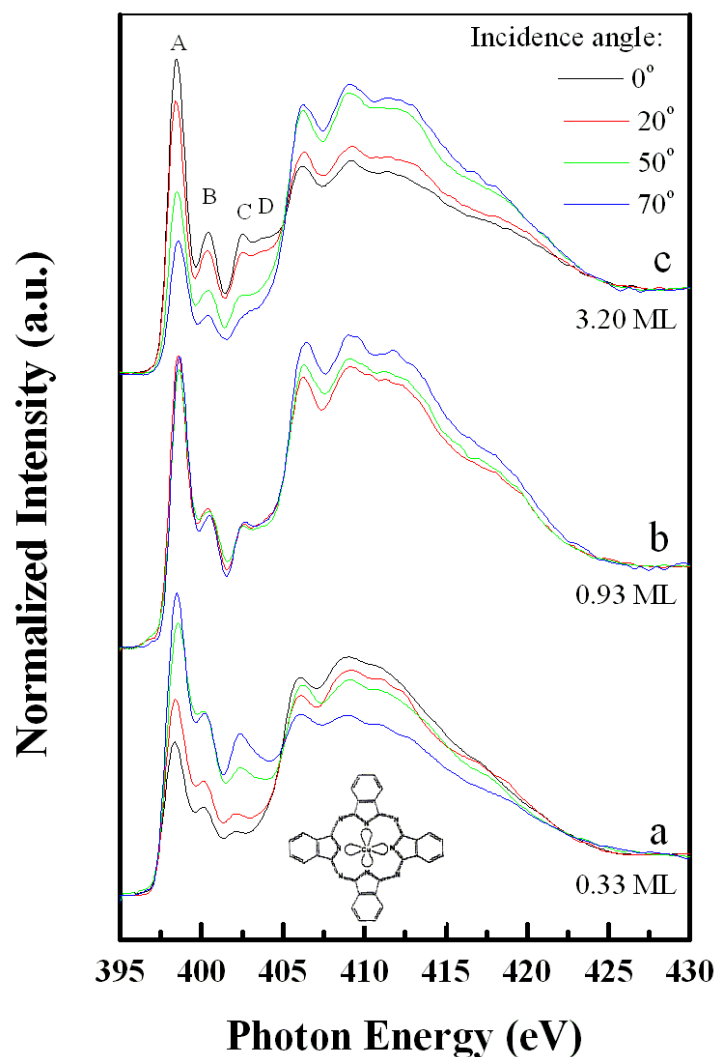 A
B
C
D
Incidence angle:
0°
20°
50°
70°
c
3.20 ML
b
0.93 ML
a
0.33 ML
Normalized Intensity (a.u.)
395 400 405 410 415 420 425 430
Photon Energy (eV)